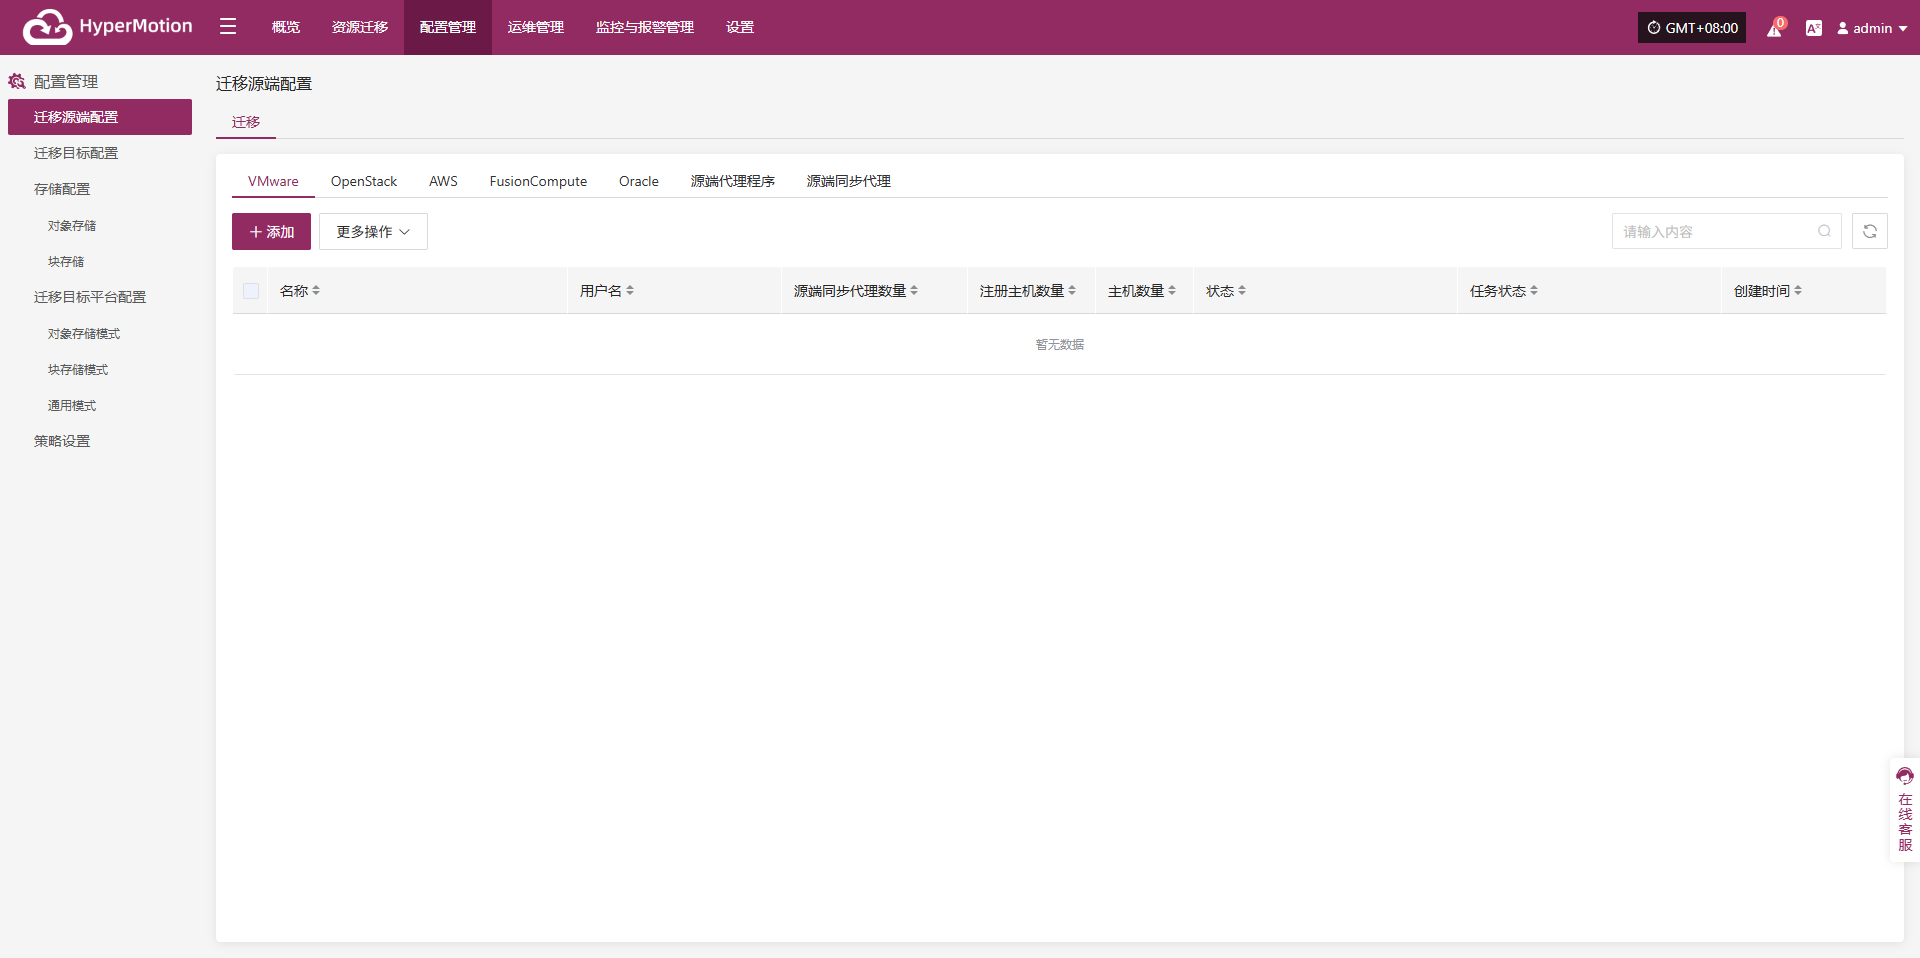 HyperMotion
概览
资源迁移
配置管理
运维管理
监控与报警管理
设置
GMT+08:00
0
admin
配置管理
迁移源端配置
迁移目标配置
存储配置
对象存储
块存储
迁移目标平台配置
对象存储模式
块存储模式
通用模式
策略设置
迁移源端配置
迁移
VMware
OpenStack
AWS
FusionCompute
Oracle
源端代理程序
源端同步代理
添加
更多操作
请输入内容
名称
用户名
源端同步代理数量
注册主机数量
主机数量
状态
任务状态
创建时间
暂无数据
在线客服